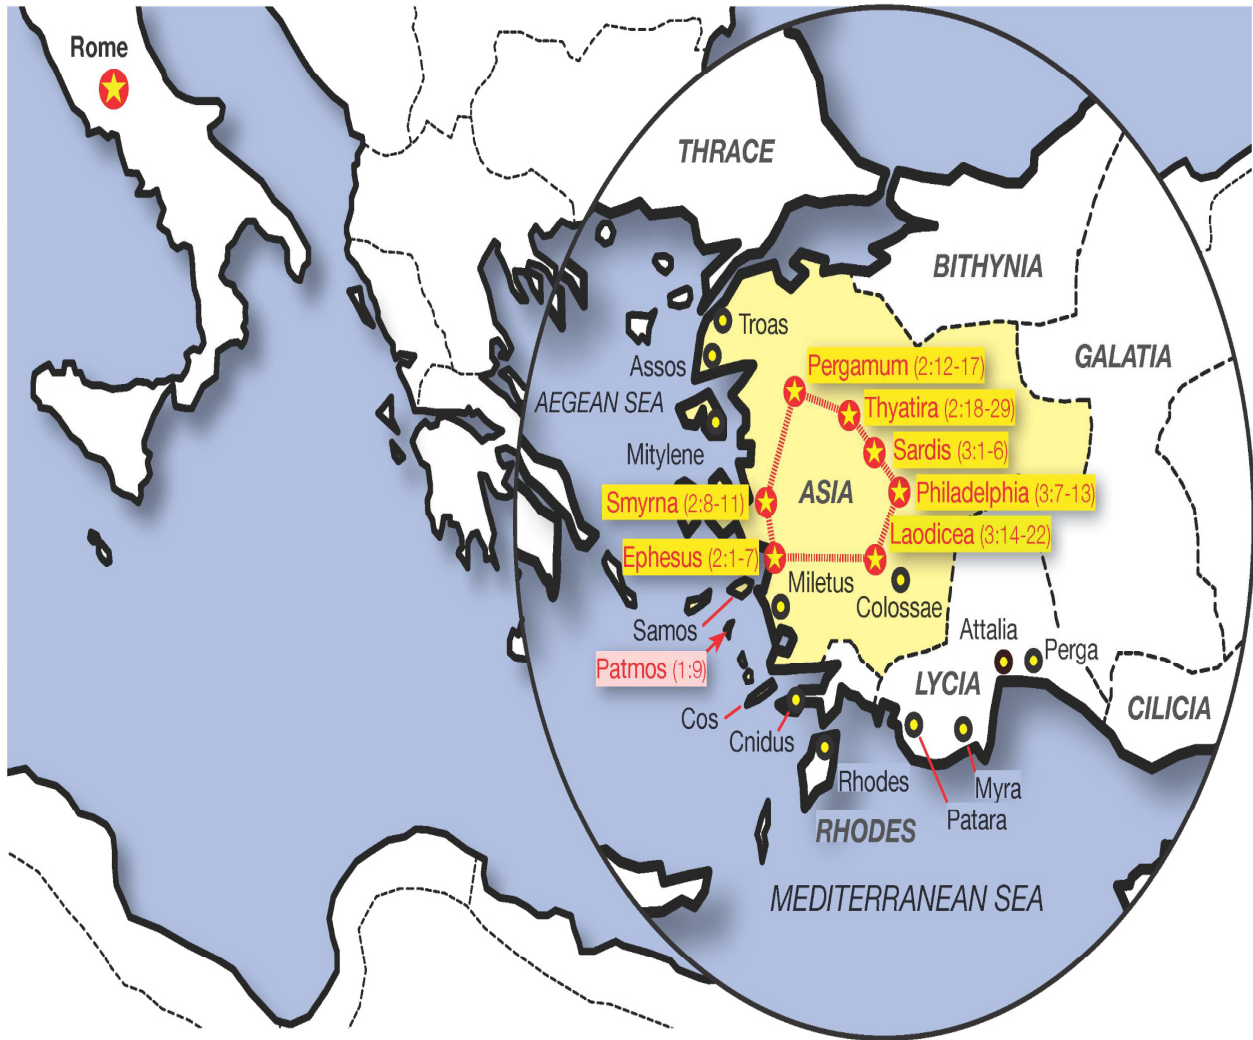 Rome
THRACE
BITHYNIA
Troas
GALATIA
Assos
Pergamum (2:12-17)
AEGEAN SEA
Thyatira (2:18-29)
Mitylene
Sardis (3:1-6)
ASIA
Philadelphia (3:7-13)
Smyrna (2:8-11)
Laodicea (3:14-22)
Ephesus (2:1-7)
Miletus
Colossae
Samos
Attalia
Perga
Patmos (1:9)
LYCIA
CILICIA
Cos
Cnidus
Rhodes
Myra
Patara
RHODES
MEDITERRANEAN SEA